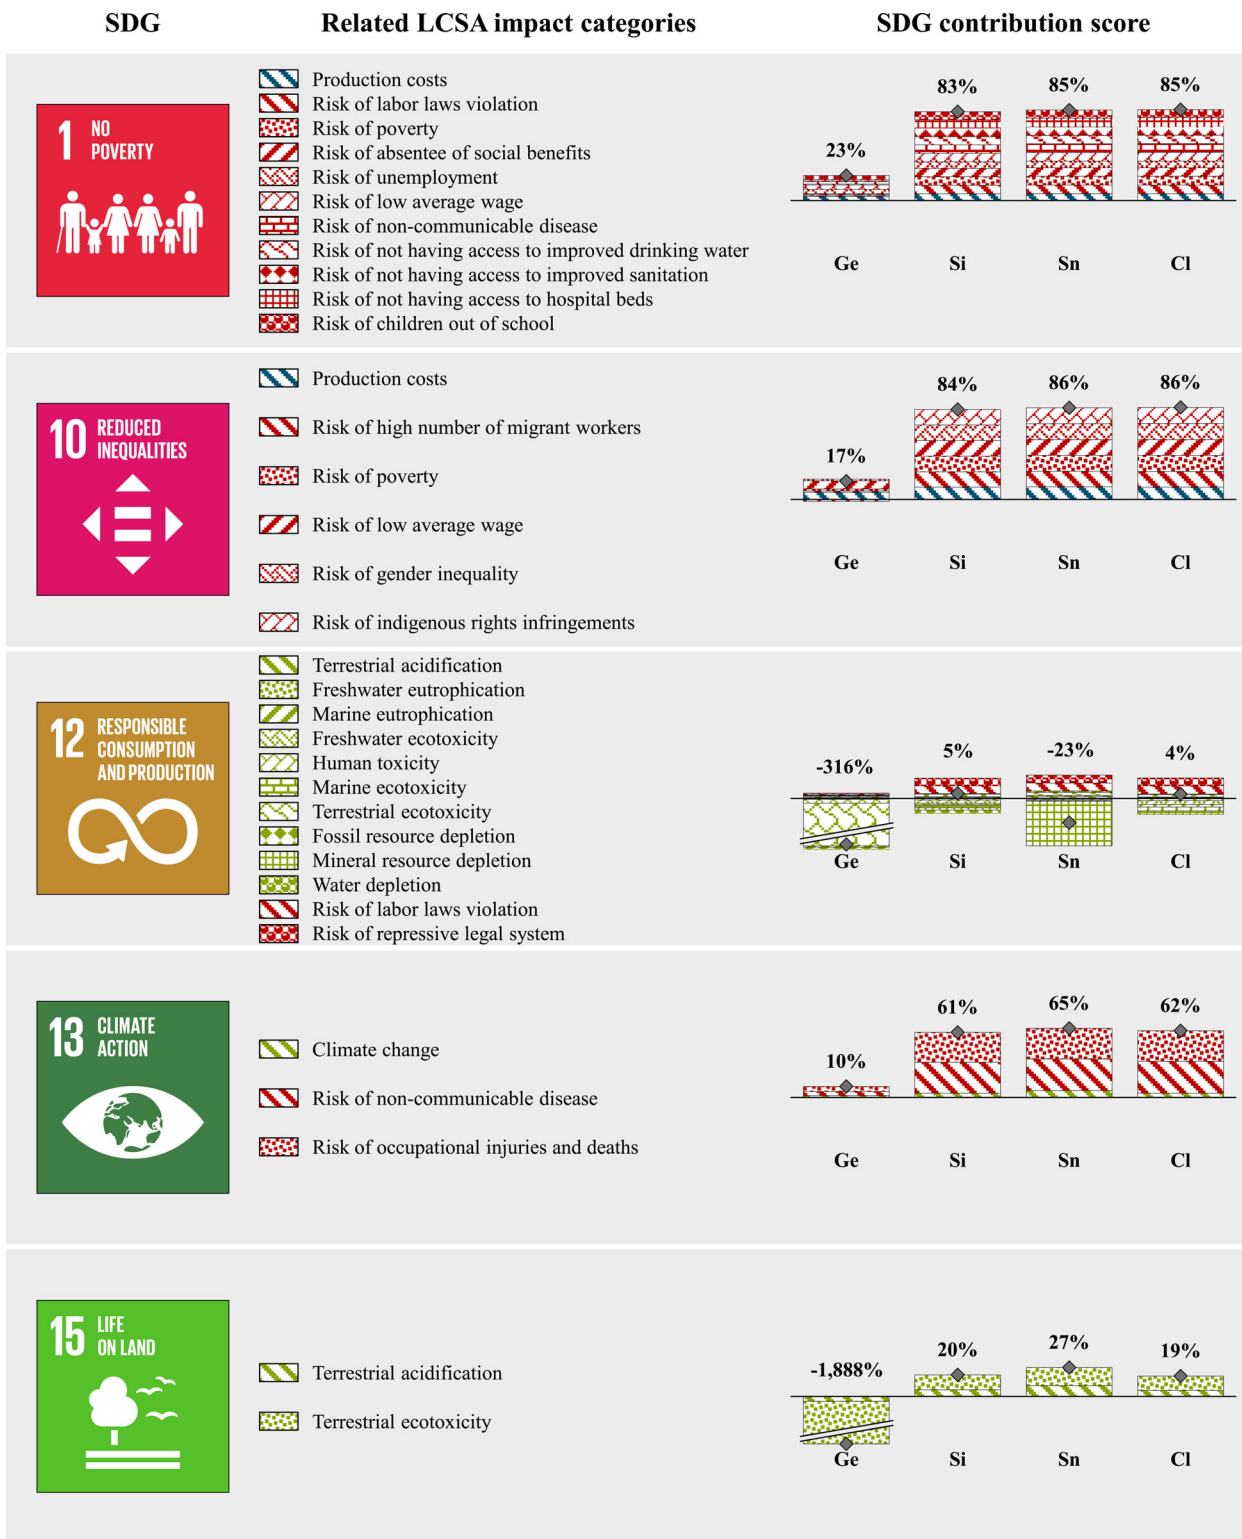 SDG
Related LCSA impact categories
SDG contribution score
1 NO
POVERTY
Production costs
Risk of labor laws violation
Risk of poverty
Risk of absentee of social benefits
Risk of unemployment
Risk of low average wage
Risk of non-communicable disease
Risk of not having access to improved drinking water
Risk of not having access to improved sanitation
Risk of not having access to hospital beds
Risk of children out of school
23%
83%
85%
85%
Ge
Si
Sn
Cl
10 REDUCED
INEQUALITIES
Production costs
Risk of high number of migrant workers
Risk of poverty
Risk of low average wage
Risk of gender inequality
Risk of indigenous rights infringements
17%
84%
86%
86%
Ge
Si
Sn
Cl
12 RESPONSIBLE
CONSUMPTION
AND PRODUCTION
Terrestrial acidification
Freshwater eutrophication
Marine eutrophication
Freshwater ecotoxicity
Human toxicity
Marine ecotoxicity
Terrestrial ecotoxicity
Fossil resource depletion
Mineral resource depletion
Water depletion
Risk of labor laws violation
Risk of repressive legal system
-316%
5%
-23%
4%
Ge
Si
Sn
Cl
13 CLIMATE
ACTION
Climate change
Risk of non-communicable disease
Risk of occupational injuries and deaths
10%
61%
65%
62%
Ge
Si
Sn
Cl
15 LIFE
ON LAND
Terrestrial acidification
Terrestrial ecotoxicity
-1,888%
20%
27%
19%
Ge
Si
Sn
Cl